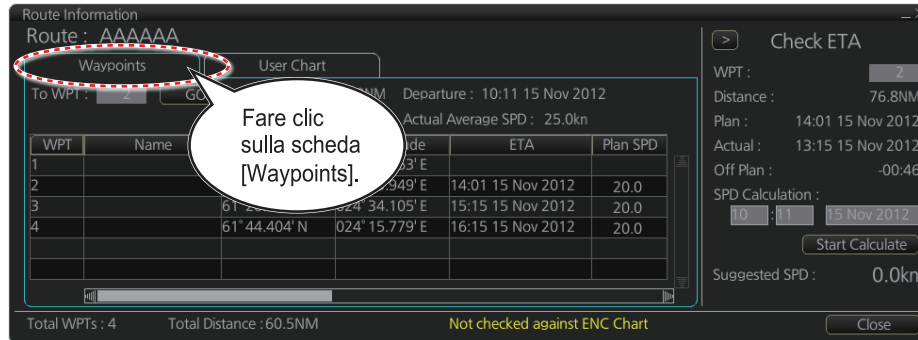 Route Information
Route : AAAAAA
Waypoints
User Chart
To WPT : 2 GO NM Departure : 10:11 15 Nov 2012
Actual Average SPD : 25.0kn
Fare clic
sulla scheda
[Waypoints].
WPT Name ETA Plan SPD
1 E
2 949' E 14:01 15 Nov 2012 20.0
3 61° 024° 34.105' E 15:15 15 Nov 2012 20.0
4 61° 44.404' N 024° 15.779' E 16:15 15 Nov 2012 20.0
Total WPTs : 4 Total Distance : 60.5NM Not checked against ENC Chart
> Check ETA
WPT : 2
Distance : 76.8NM
Plan : 14:01 15 Nov 2012
Actual : 13:15 15 Nov 2012
Off Plan : -00:46
SPD Calculation :
10 : 11 15 Nov 2012
Start Calculate
Suggested SPD : 0.0kn
Close